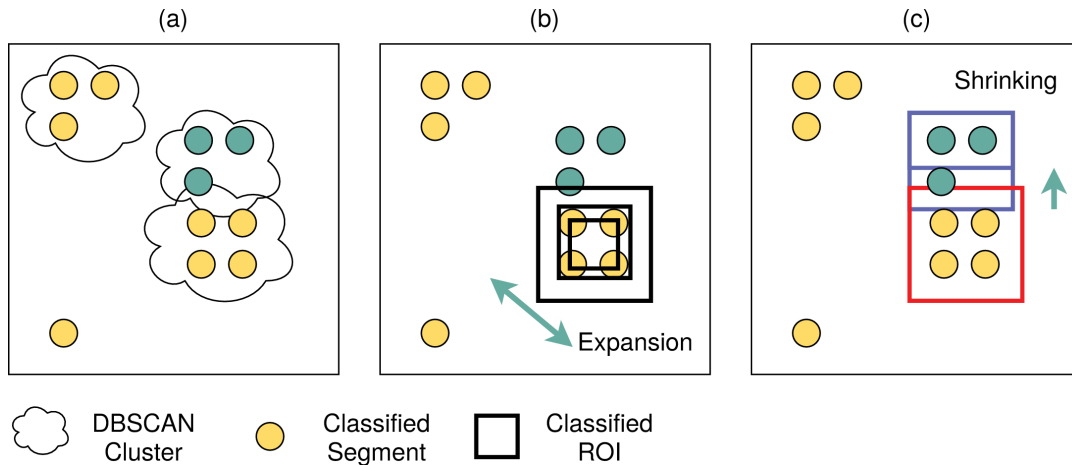 (a)
(b)
(c)
Shrinking
Expansion
DBSCAN
Cluster
Classified
Segment
Classified
ROI